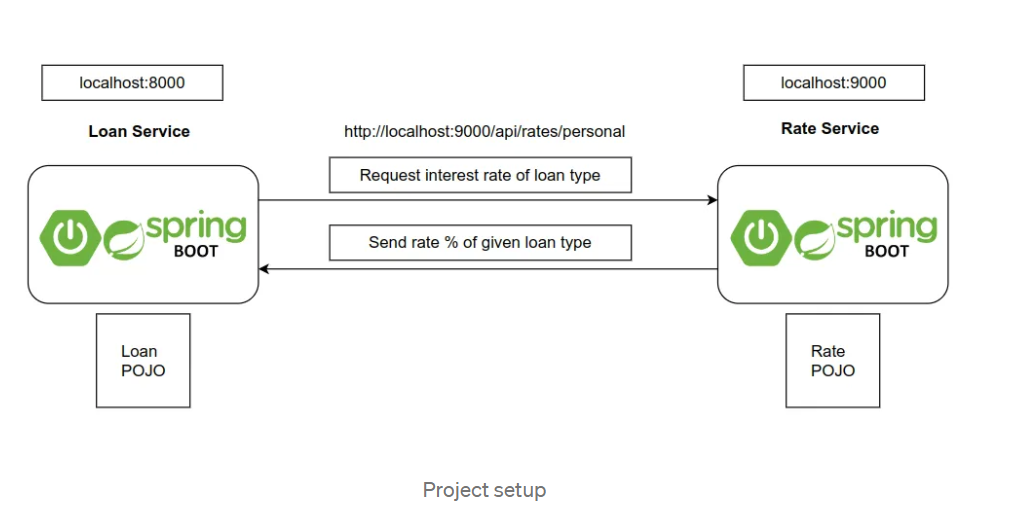 localhost:8000
localhost:9000
Loan Service
http://localhost:9000/api/rates/personal
Rate Service
Request interest rate of loan type
spring
BOOT
Send rate % of given loan type
spring
BOOT
Loan
POJO
Rate
POJO
Project setup